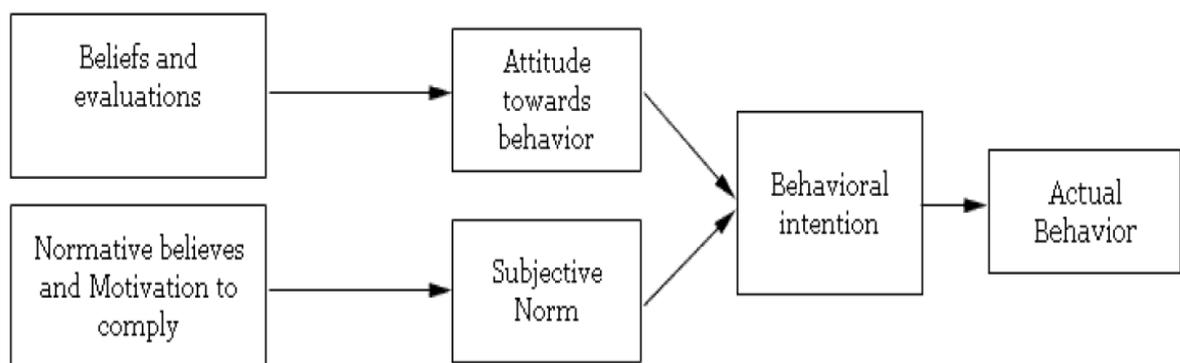 Beliefs and
evaluations
Attitude
towards
behavior
Behavioral
intention
Actual
Behavior
Normative believes
and Motivation to
comply
Subjective
Norm